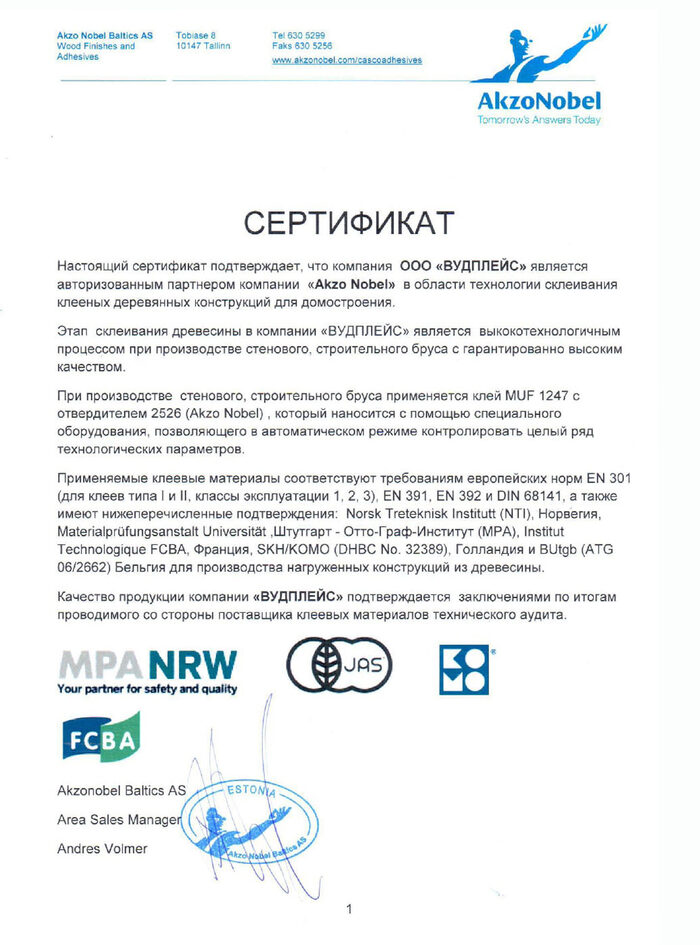 Akzo Nobel Baltics AS
Wood Finishes and
Adhesives
Tobiase 8
10147 Tallinn
Tel 630 5299
Faks 630 5256
www.akzonobel.com/cascoadhesives
AkzoNobel
Tomorrow's Answers Today
СЕРТИФИКАТ
Настоящий сертификат подтверждает, что компания ООО «ВУДПЛЕЙС» является
авторизованным партнером компании «Akzo Nobel» в области технологии склеивания
клееных деревянных конструкций для домостроения.
Этап склеивания древесины в компании «ВУДПЛЕЙС» является выкокотехнологичным
процессом при производстве стенового, строительного бруса с гарантированно высоким
качеством.
При производстве стенового, строительного бруса применяется клей MUF 1247 с
отвердителем 2526 (Akzo Nobel) , который наносится с помощью специального
оборудования, позволяющего в автоматическом режиме контролировать целый ряд
технологических параметров.
Применяемые клеевые материалы соответствуют требованиям европейских норм EN 301
(для клеев типа I и II, классы эксплуатации 1, 2, 3), EN 391, EN 392 и DIN 68141, а также
имеют нижеперечисленные подтверждения: Norsk Treteknisk Institutt (NTI), Норвегия,
Materialprüfungsanstalt Universität ,Штутгарт - Отто-Граф-Институт (MPA), Institut
Technologique FCBA, Франция, SKH/KOMO (DHBC No. 32389), Голландия и BUtgb (ATG
06/2662) Бельгия для производства нагруженных конструкций из древесины.
Качество продукции компании «ВУДПЛЕЙС» подтверждается заключениями по итогам
проводимого со стороны поставщика клеевых материалов технического аудита.
MPA NRW
Your partner for safety and quality
JAS
KOMO®
FCBA
Akzonobel Baltics AS
Area Sales Manager
Andres Volmer
ESTONIA
Akzo Nobel Baltics AS
1